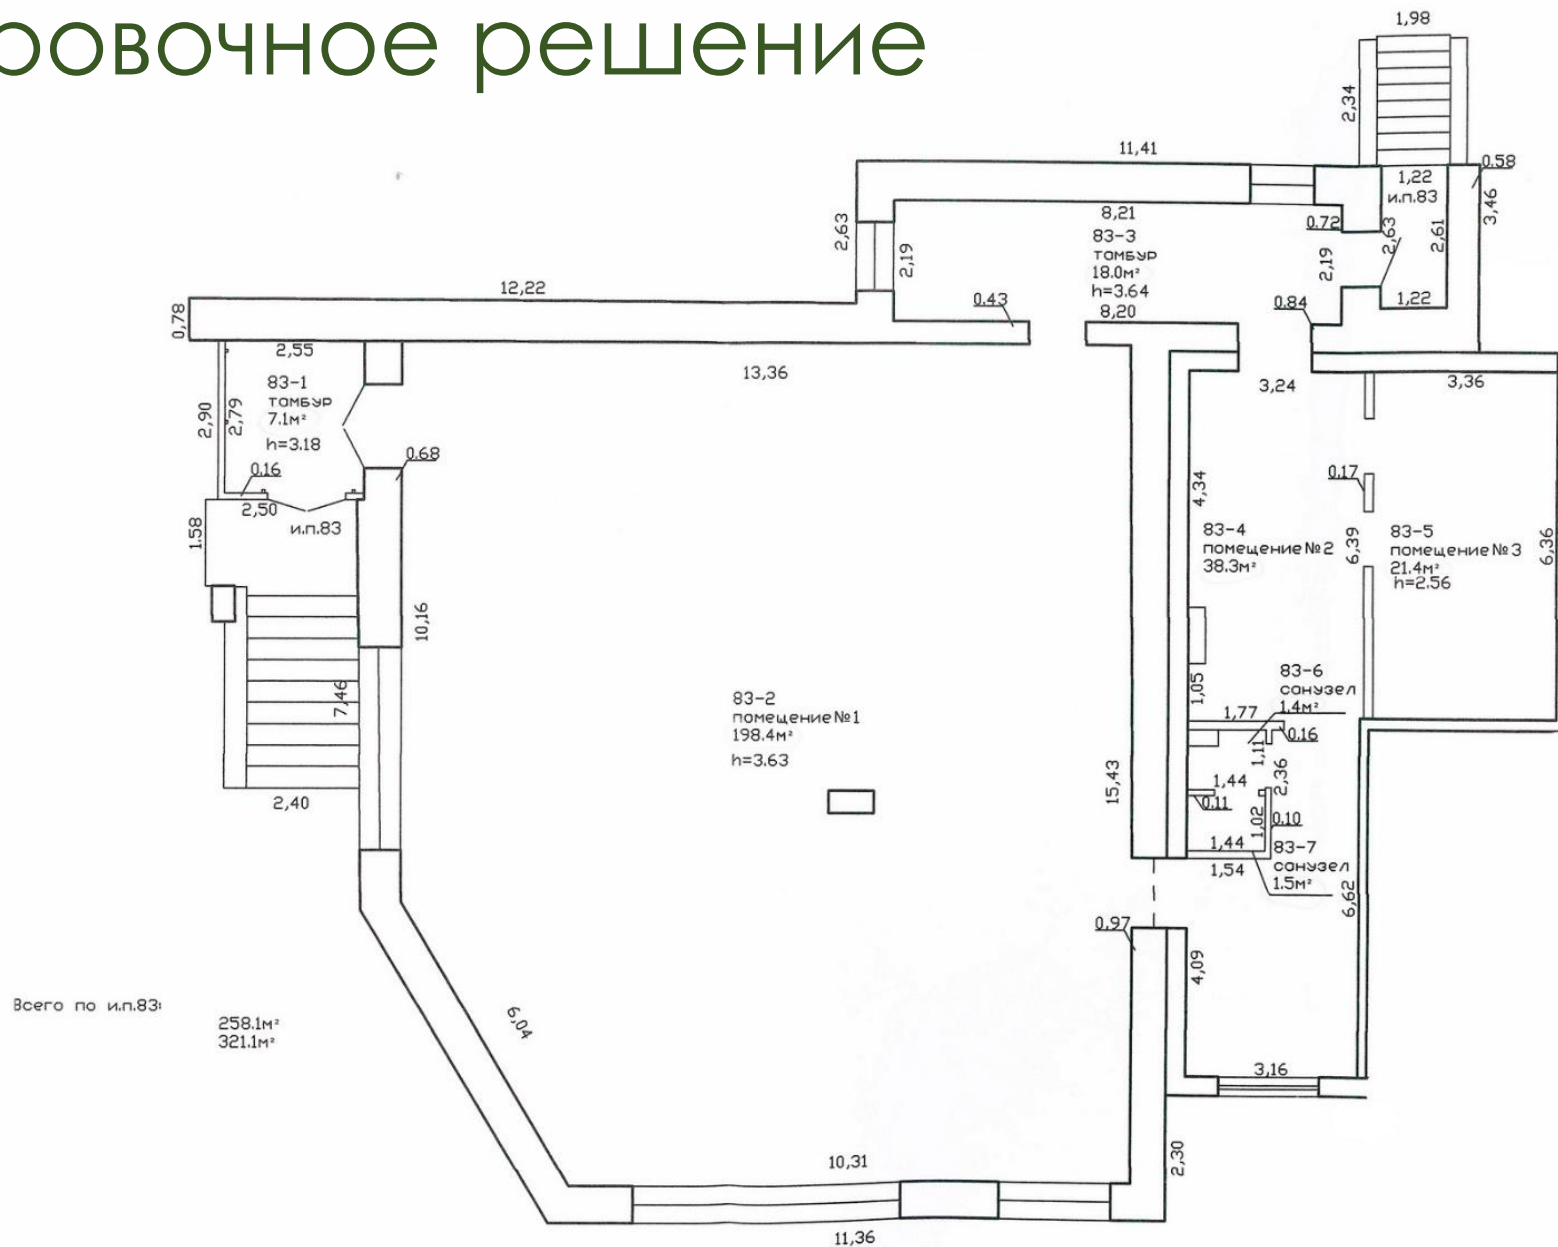 ровочное решение
1,98
2,34
11,41
0.58
1,22
и.п.83
3,46
8,21
0.72
2,63
2,61
2,63
2,19
83-3
тамбур
18.0м²
h=3.64
2,19
12,22
0.43
8,20
0.84
1,22
0,78
2,55
13,36
3,24
3,36
83-1
тамбур
7.1м²
h=3.18
2,90
2,79
0.68
0.16
2,50
и.п.83
1.58
4,34
0.17
83-4
помещение№2
38.3м²
6,39
83-5
помещение№3
21.4м²
h=2.56
6,36
10,16
7,46
2,40
83-2
помещение№1
198.4м²
h=3.63
83-6
санузел
1.4м²
1,05
1,77
0.16
1,11
1,44
2,36
15,43
0.11
1,02
0.10
1,44
83-7
санузел
1.5м²
1,54
6,62
0,97
4,09
Всего по и.п.83:
258.1м²
321.1м²
6,04
3,16
10,31
2,30
11,36